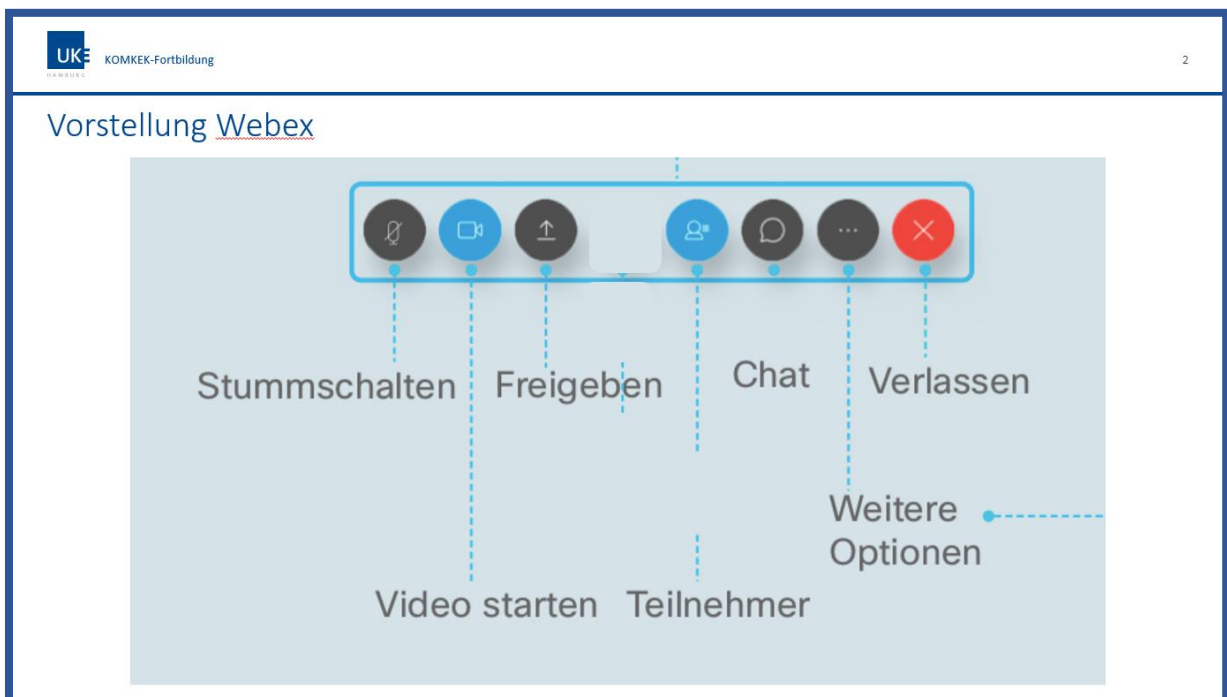 UKE
HAMBURG
KOMKEK-Fortbildung
2
Vorstellung Webex
Stummschalten
Freigeben
Chat
Verlassen
Weitere
Optionen
Video starten
Teilnehmer